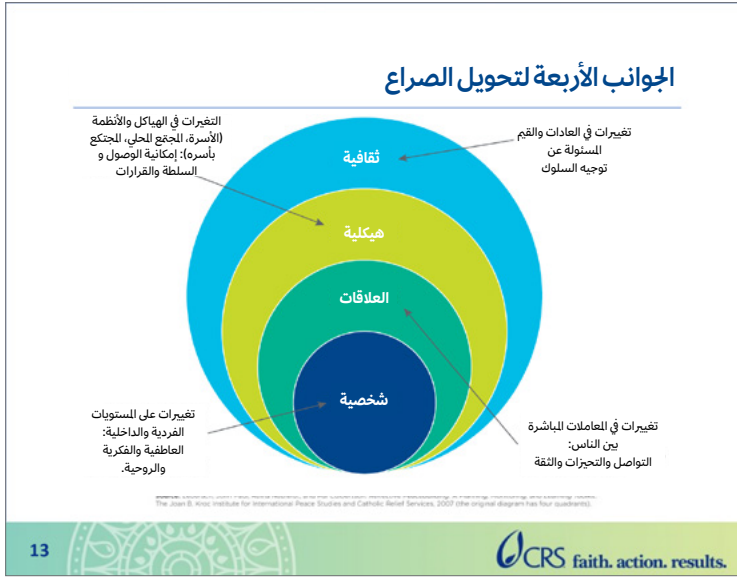 الجوانب الأربعة لتحويل الصراع
تغييرات في العادات والقيم
المسئولة عن
توجيه السلوك
التغيرات في الهياكل والأنظمة
(الأسرة، المجتمع المحلي، المجتكع
بأسره): إمكانية الوصول و
السلطة والقرارات
ثقافية
هيكلية
العلاقات
شخصية
تغييرات في المعاملات المباشرة
بين الناس:
التواصل والتحيزات والثقة
تغييرات على المستويات
الفردية والداخلية:
العاطفية والفكرية
والروحية.
The Joan B. Kroc Institute for International Peace Studies and Catholic Relief Services, 2007 (the original diagram has four quadrants).
13
CRS faith. action. results.